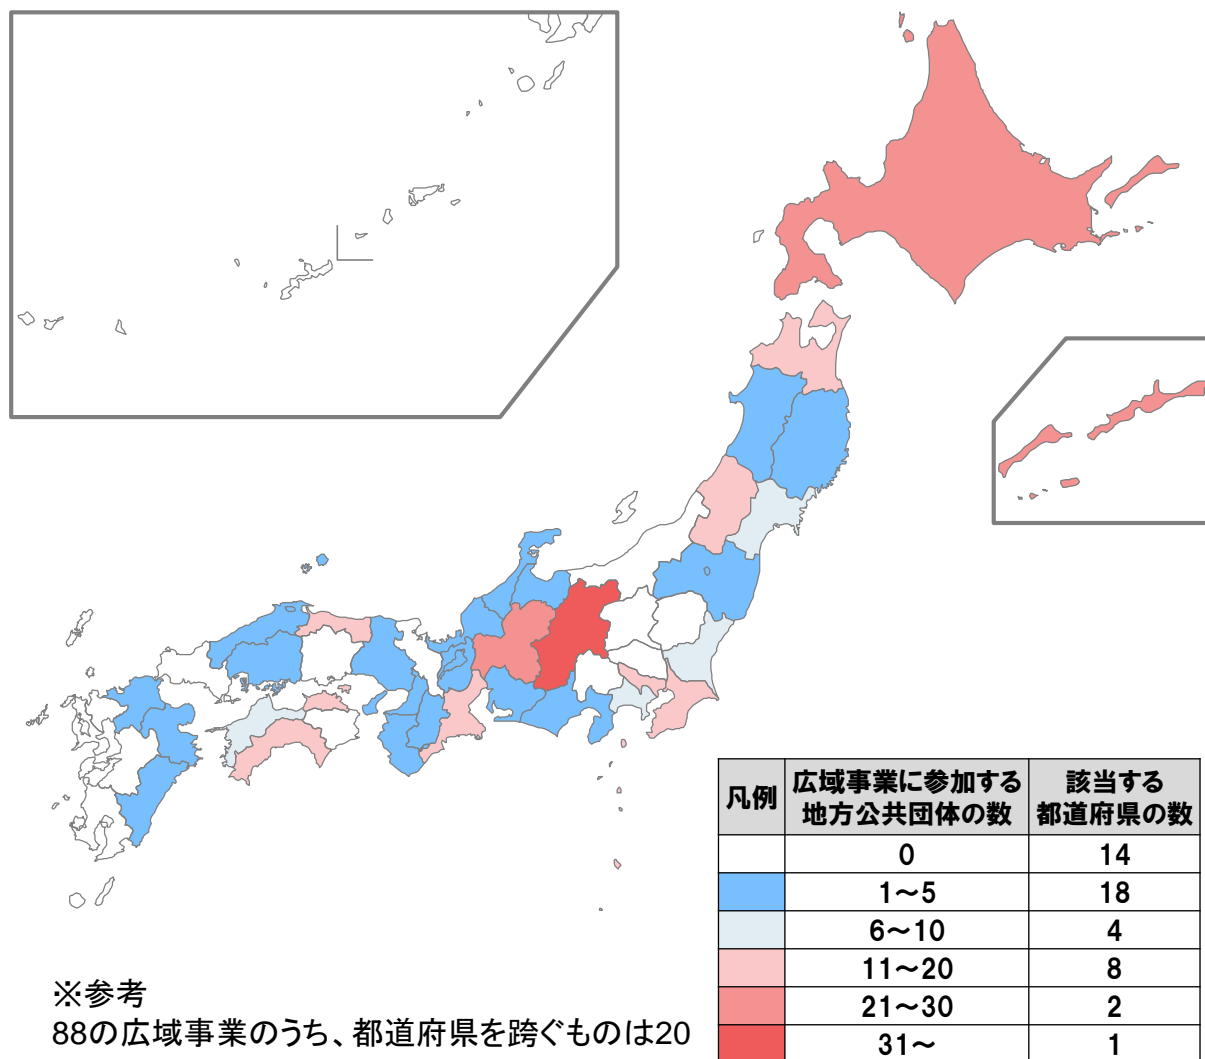 凡例 広域事業に参加する地方公共団体の数 該当する都道府県の数
0 14
1～5 18
6～10 4
11～20 8
21～30 2
31～ 1
※参考
88の広域事業のうち、都道府県を跨ぐものは20